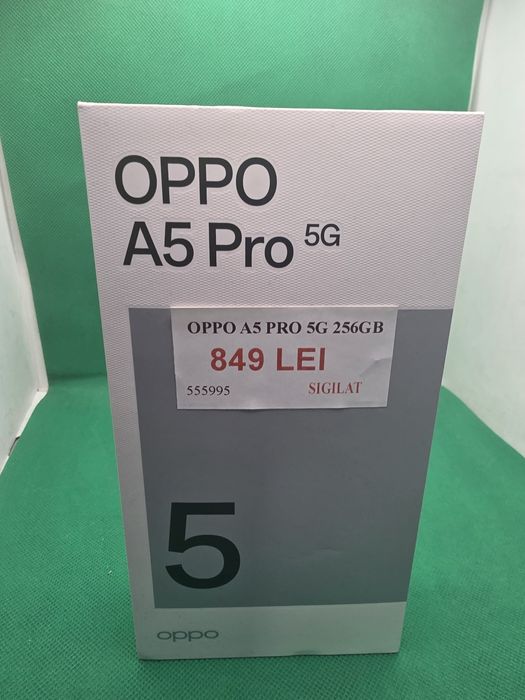 OPPO
A5 Pro 5G
OPPO A5 PRO 5G 256GB
849 LEI
555995 SIGILAT
5
oppo